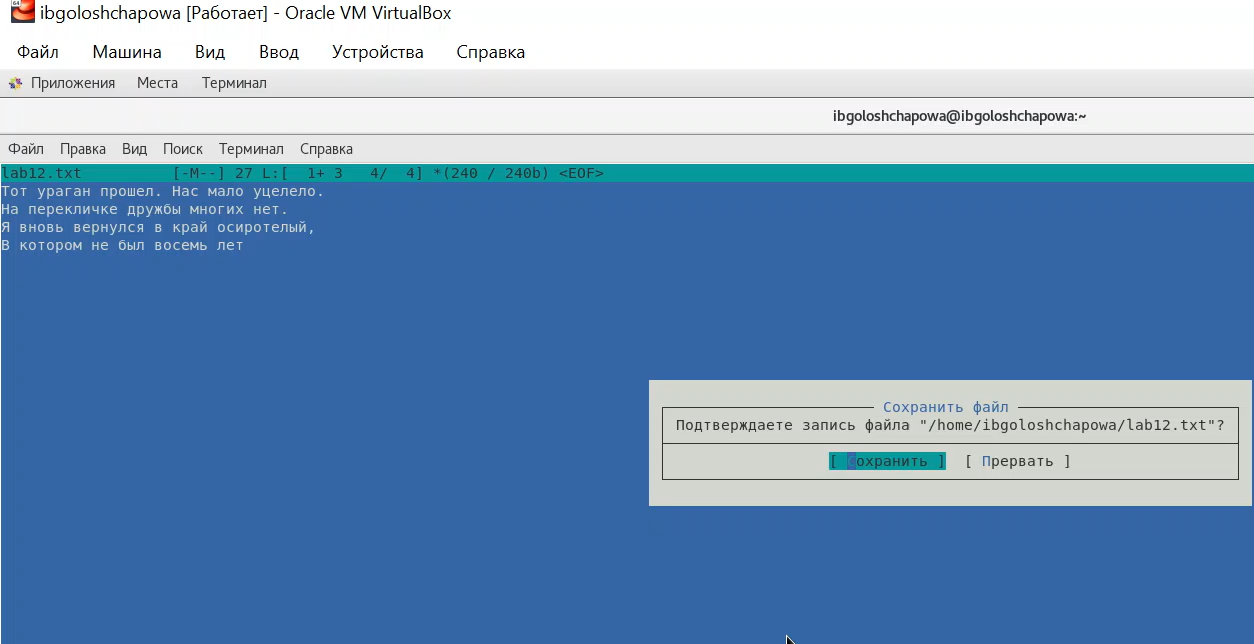 ibgoloshchapowa [Работает] - Oracle VM VirtualBox
Файл Машина Вид Ввод Устройства Справка
Приложения Места Терминал
ibgoloshchapowa@ibgoloshchapowa:~
Файл Правка Вид Поиск Терминал Справка
lab12.txt [-M--] 27 L:[ 1+ 3 4/ 4] *(240 / 240b) <EOF>
Тот ураган прошел. Нас мало уцелело.
На перекличке дружбы многих нет.
Я вновь вернулся в край осиротелый,
В котором не был восемь лет
Сохранить файл
Подтверждаете запись файла "/home/ibgoloshchapowa/lab12.txt"?
[ Сохранить ] [ Прервать ]